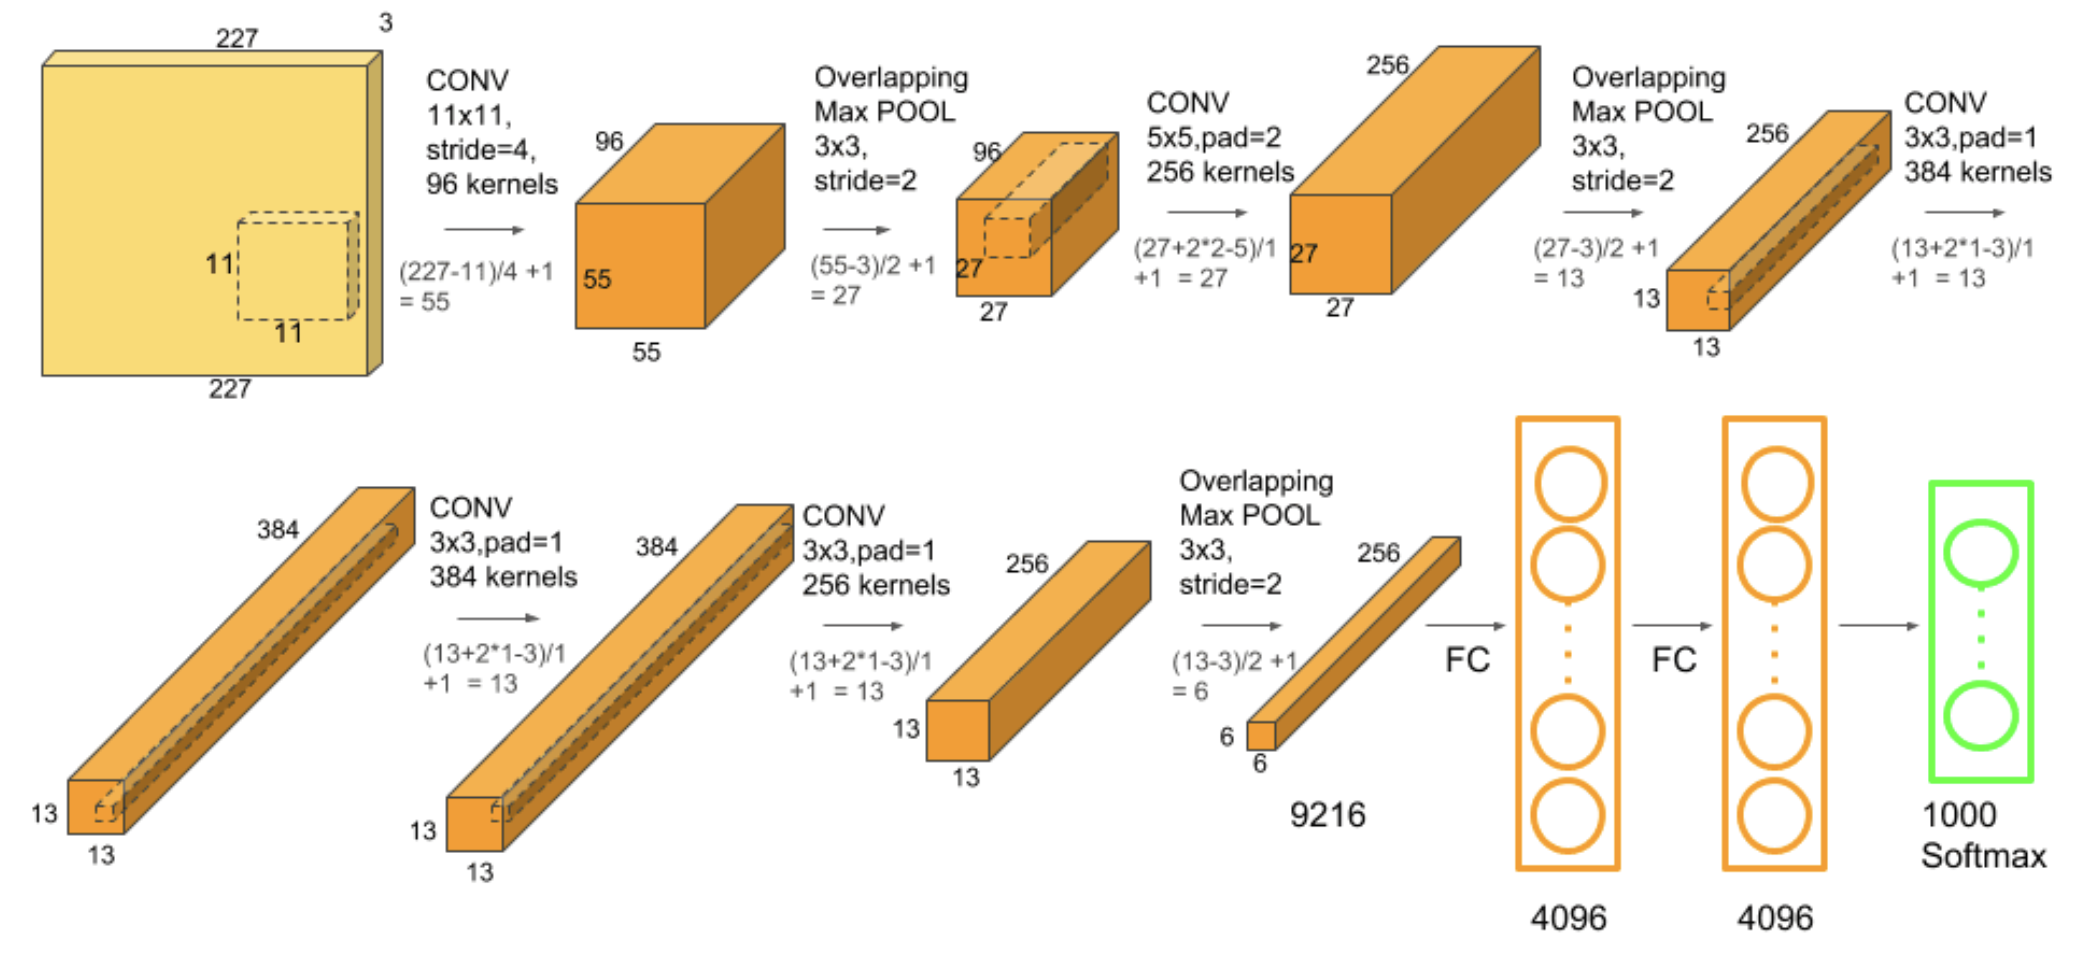 227
3
11
11
227
CONV
11x11,
stride=4,
96 kernels
(227-11)/4 +1
= 55
96
55
55
Overlapping
Max POOL
3x3,
stride=2
(55-3)/2 +1
= 27
96
27
27
CONV
5x5,pad=2
256 kernels
(27+2*2-5)/1
+1 = 27
256
27
27
Overlapping
Max POOL
3x3,
stride=2
(27-3)/2 +1
= 13
256
13
13
CONV
3x3,pad=1
384 kernels
(13+2*1-3)/1
+1 = 13
384
13
13
CONV
3x3,pad=1
384 kernels
(13+2*1-3)/1
+1 = 13
384
13
13
CONV
3x3,pad=1
256 kernels
(13+2*1-3)/1
+1 = 13
256
13
13
Overlapping
Max POOL
3x3,
stride=2
(13-3)/2 +1
= 6
256
6
6
9216
FC
4096
FC
4096
1000
Softmax